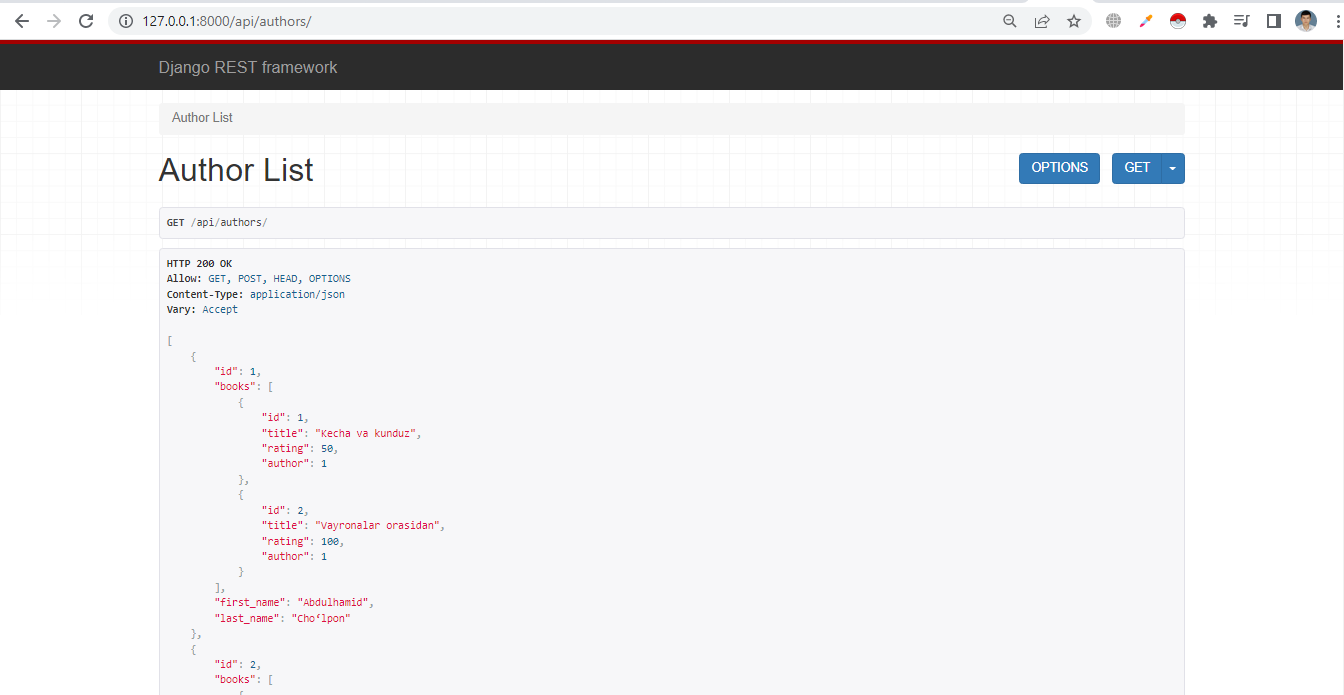 127.0.0.1:8000/api/authors/
Django REST framework
Author List
Author List
OPTIONS
GET
GET /api/authors/
HTTP 200 OK
Allow: GET, POST, HEAD, OPTIONS
Content-Type: application/json
Vary: Accept
[
{
"id": 1,
"books": [
{
"id": 1,
"title": "Kecha va kunduz",
"rating": 50,
"author": 1
},
{
"id": 2,
"title": "Vayronalar orasidan",
"rating": 100,
"author": 1
}
],
"first_name": "Abdulhamid",
"last_name": "Cho‘lpon"
},
{
"id": 2,
"books": [
{